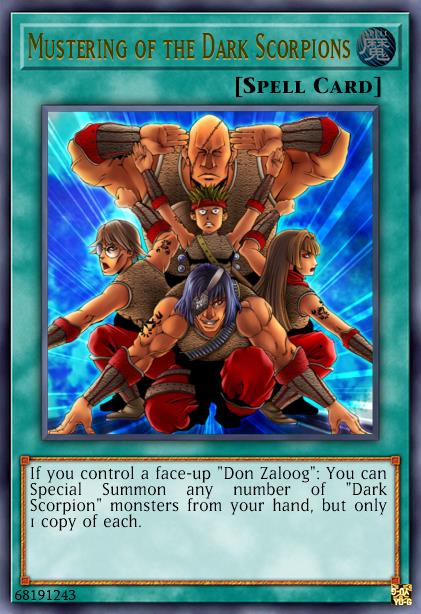 Mustering of the Dark Scorpions
魔
[Spell Card]
If you control a face-up "Don Zaloog": You can
Special Summon any number of "Dark
Scorpion" monsters from your hand, but only
1 copy of each.
68191243